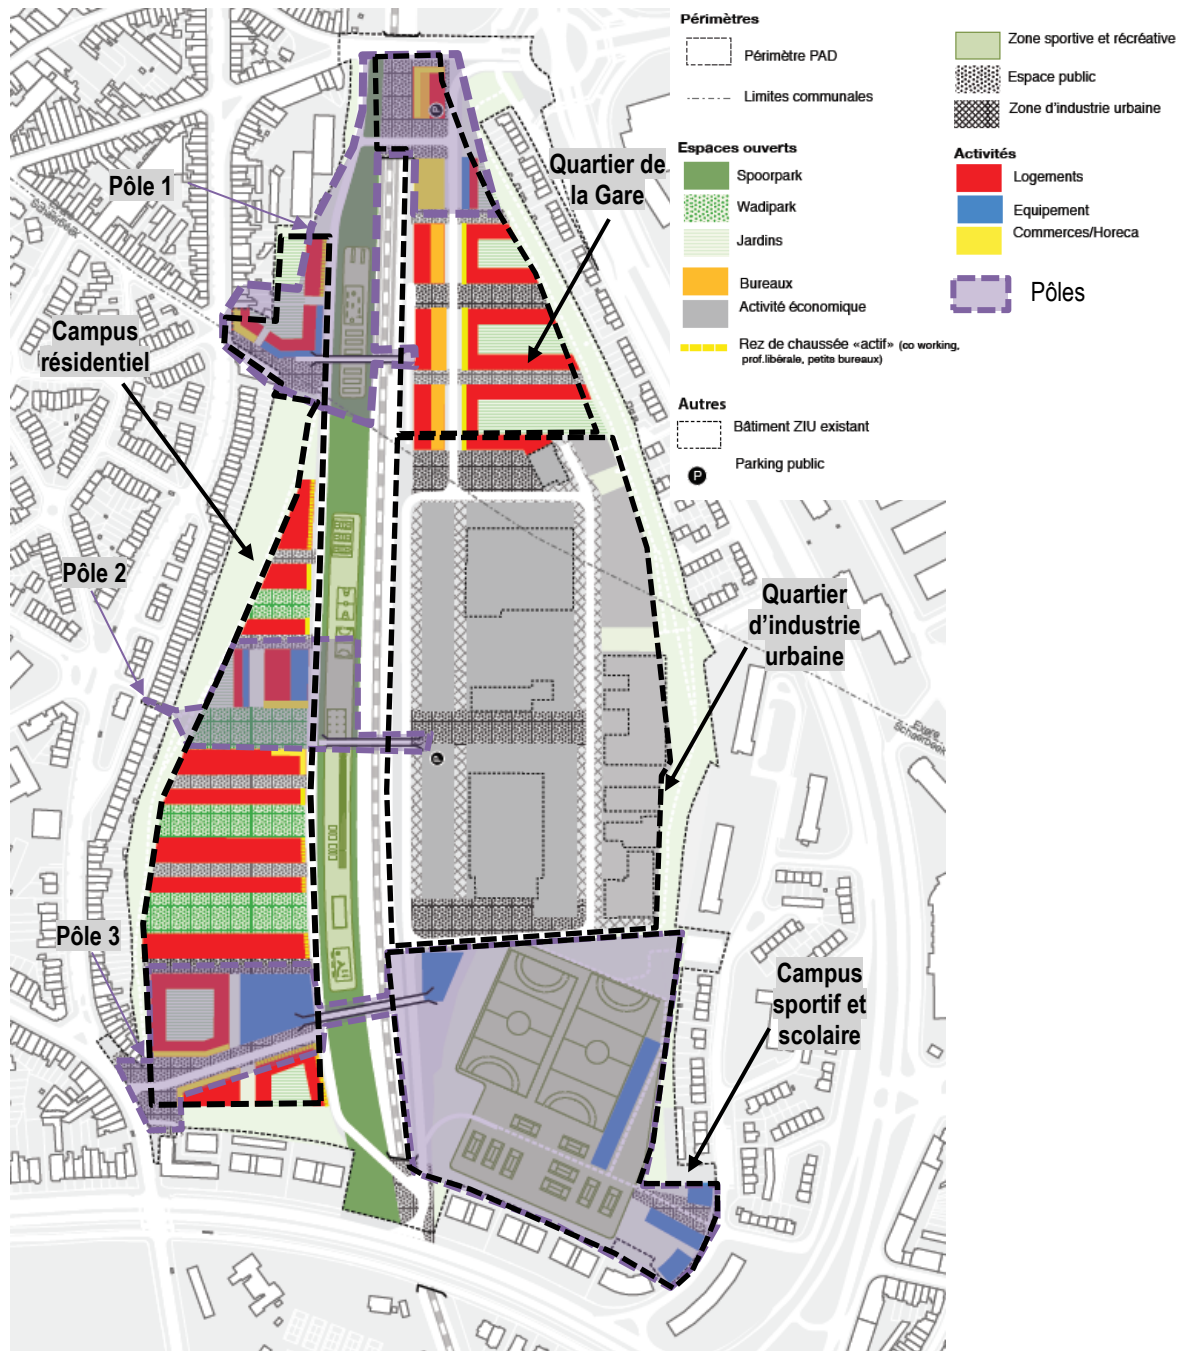 Périmètres
Périmètre PAD
Limites communales
Zone sportive et récréative
Espace public
Zone d'industrie urbaine
Espaces ouverts
Spoorpark
Wadipark
Jardins
Bureaux
Activité économique
Rez de chaussée «actif» (co working,
prof.libérale, petits bureaux)
Activités
Logements
Equipement
Commerces/Horeca
Pôles
Autres
Bâtiment ZIU existant
P
Parking public
P
Quartier de
la Gare
Pôle 1
Evere
Schaerbeek
Campus
résidentiel
Pôle 2
Quartier
d'industrie
urbaine
Evere
Schaerbeek
P
Pôle 3
Campus
sportif et
scolaire